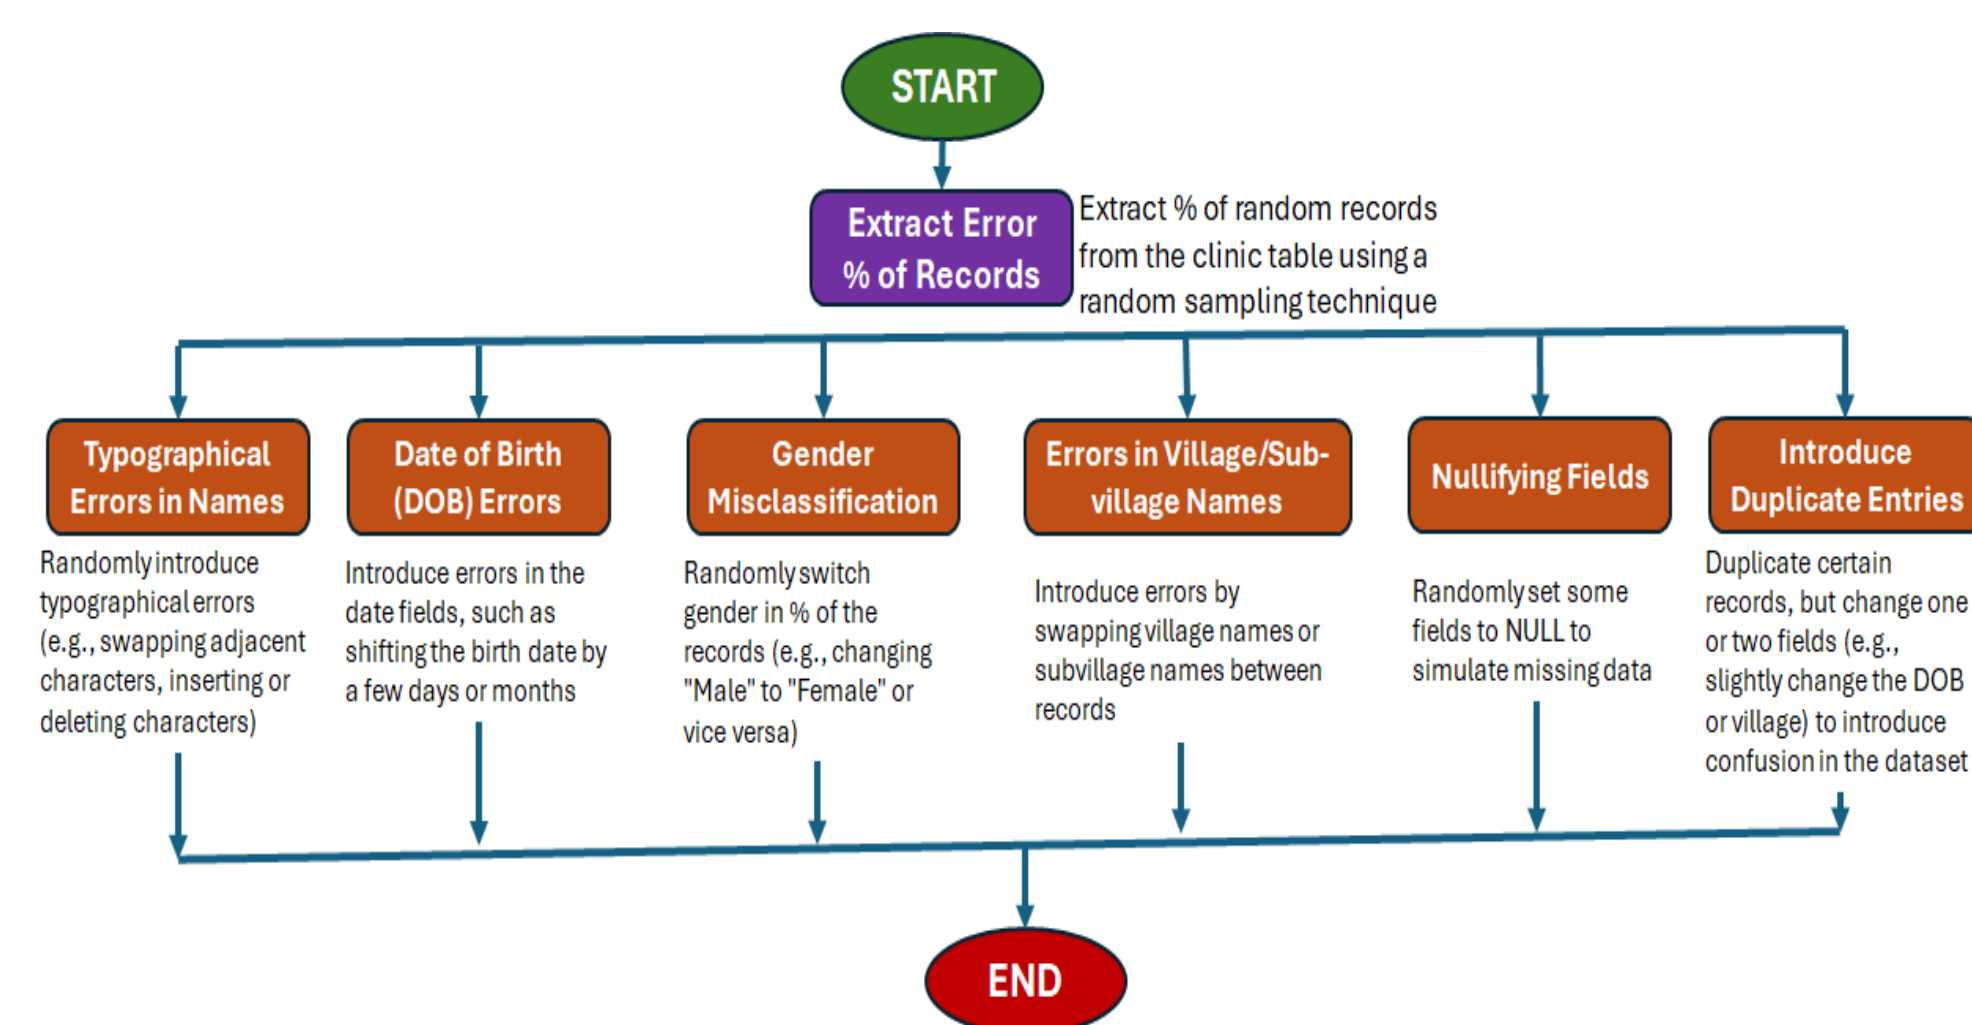 START
Extract Error
% of Records
Extract % of random records
from the clinic table using a
random sampling technique
Typographical
Errors in Names
Randomly introduce
typographical errors
(e.g., swapping adjacent
characters, inserting or
deleting characters)
Date of Birth
(DOB) Errors
Introduce errors in the
date fields, such as
shifting the birth date by
a few days or months
Gender
Misclassification
Randomly switch
gender in % of the
records (e.g., changing
"Male" to "Female" or
vice versa)
Errors in Village/Sub-
village Names
Introduce errors by
swapping village names or
subvillage names between
records
Nullifying Fields
Randomly set some
fields to NULL to
simulate missing data
Introduce
Duplicate Entries
Duplicate certain
records, but change one
or two fields (e.g.,
slightly change the DOB
or village) to introduce
confusion in the dataset
END